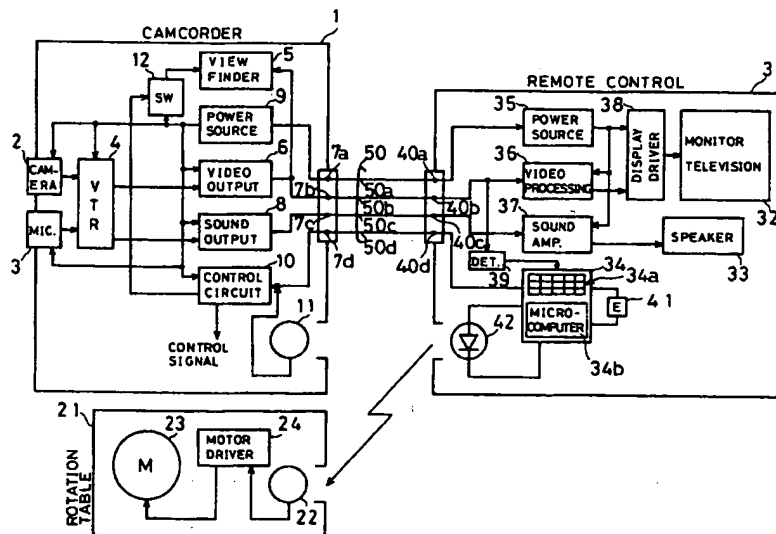 CAMCORDER
1
12
SW
VIEW
FINDER
5
POWER
SOURCE
9
2
CAM-
ERA
4
VTR
VIDEO
OUTPUT
6
3
MIC.
SOUND
OUTPUT
8
CONTROL
CIRCUIT
10
CONTROL
SIGNAL
11
7a
7b
7c
7d
50
50a
50b
50c
50d
40a
40b
40c
40d
REMOTE CONTROL
3
35
POWER
SOURCE
36
VIDEO
PROCESSING
37
SOUND
AMP.
38
DISPLAY
DRIVER
MONITOR
TELEVISION
32
SPEAKER
33
DET.
39
34
34a
MICRO-
COMPUTER
34b
E
41
42
21
ROTATION
TABLE
23
M
24
MOTOR
DRIVER
22